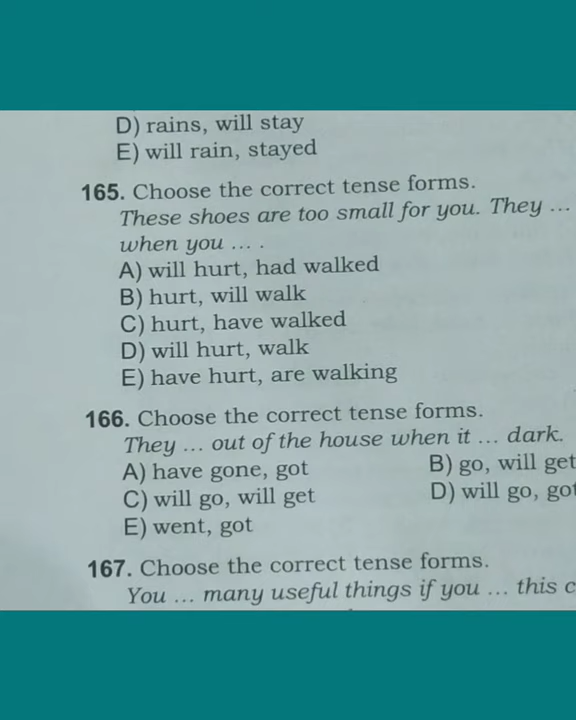 D) rains, will stay
E) will rain, stayed
165. Choose the correct tense forms.
These shoes are too small for you. They ...
when you ... .
A) will hurt, had walked
B) hurt, will walk
C) hurt, have walked
D) will hurt, walk
E) have hurt, are walking
166. Choose the correct tense forms.
They ... out of the house when it ... dark.
A) have gone, got B) go, will get
C) will go, will get D) will go, got
E) went, got
167. Choose the correct tense forms.
You ... many useful things if you ... this